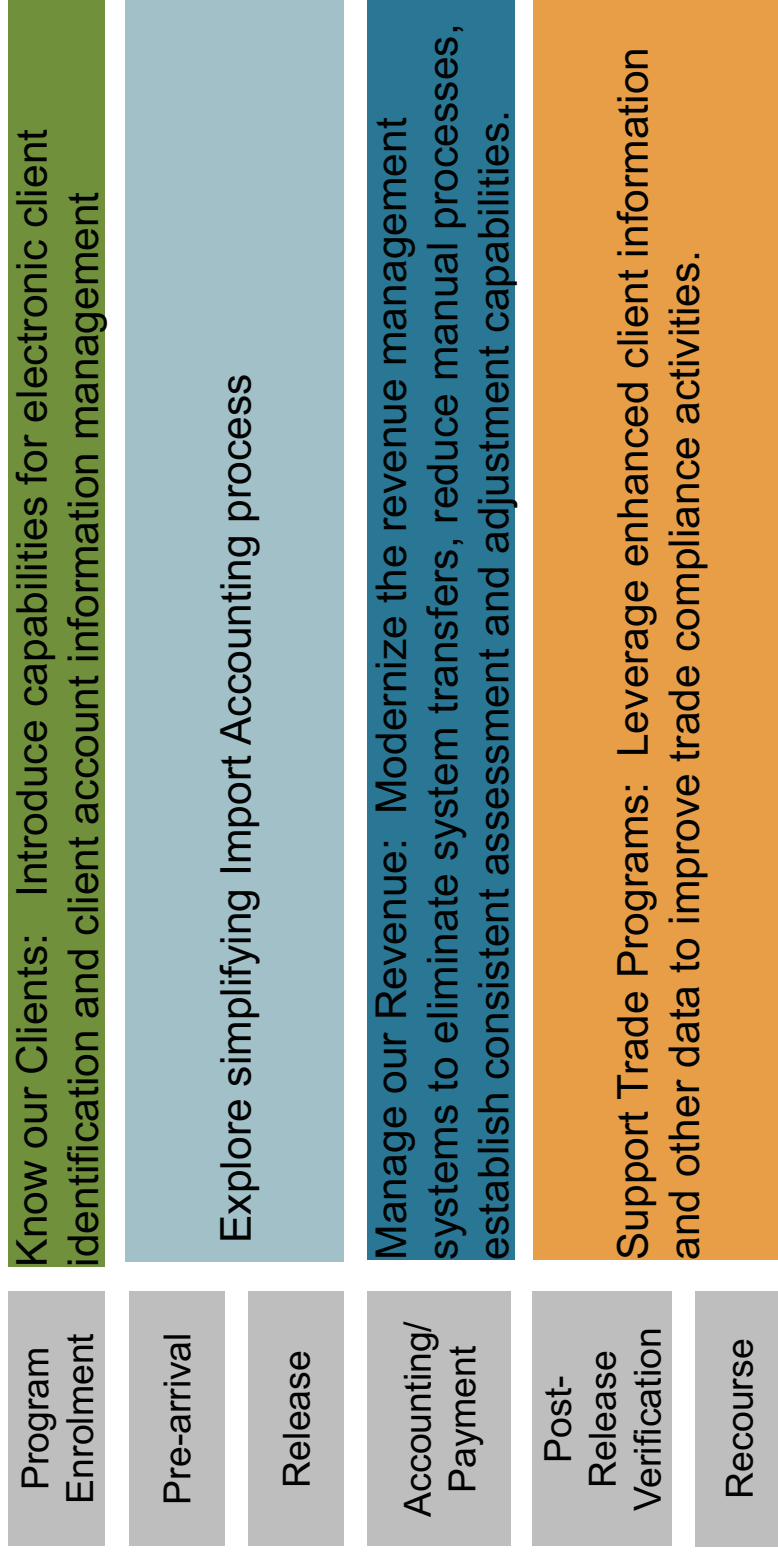 Program
Enrolment
Know our Clients:   Introduce capabilities for electronic client
identification and client account information management
Pre-arrival
Release
Explore simplifying Import Accounting process
Accounting/
Payment
Manage our Revenue:  Modernize the revenue management
systems to eliminate system transfers, reduce manual processes,
establish consistent assessment and adjustment capabilities.
Post-
Release
Verification
Recourse
Support Trade Programs:  Leverage enhanced client information
and other data to improve trade compliance activities.